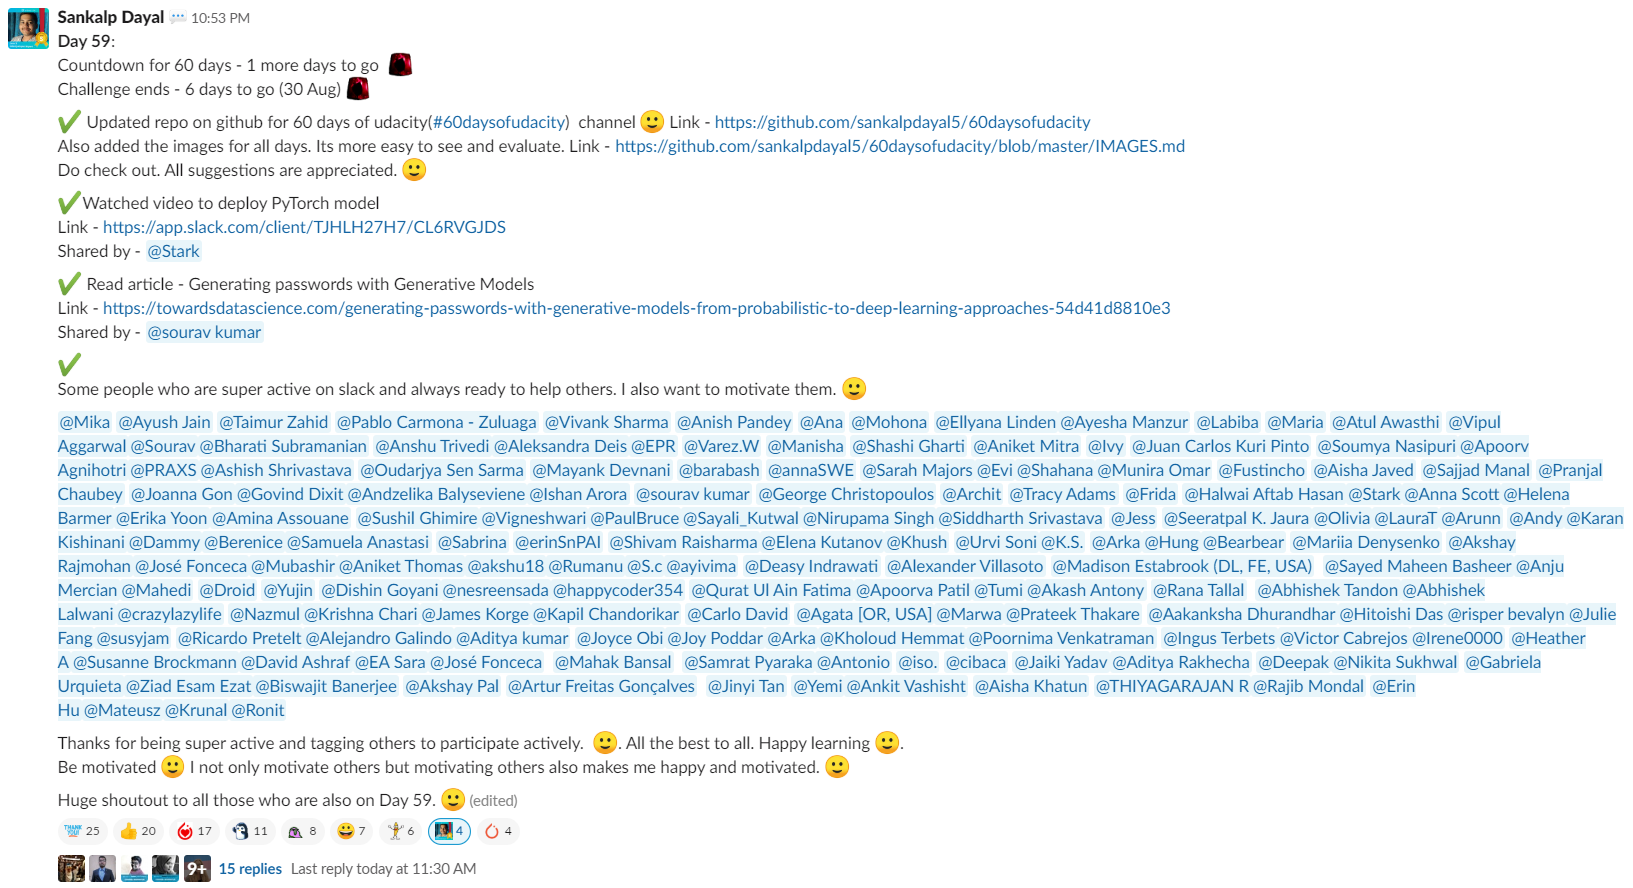 Sankalp Dayal 10:53 PM
Day 59:
Countdown for 60 days - 1 more days to go
Challenge ends - 6 days to go (30 Aug)
Updated repo on github for 60 days of udacity(#60daysofudacity) channel Link - https://github.com/sankalpdayal5/60daysofudacity
Also added the images for all days. Its more easy to see and evaluate. Link - https://github.com/sankalpdayal5/60daysofudacity/blob/master/IMAGES.md
Do check out. All suggestions are appreciated.
Watched video to deploy PyTorch model
Link - https://app.slack.com/client/TJHLH27H7/CL6RVGJDS
Shared by - @Stark
Read article - Generating passwords with Generative Models
Link - https://towardsdatascience.com/generating-passwords-with-generative-models-from-probabilistic-to-deep-learning-approaches-54d41d8810e3
Shared by - @sourav kumar
Some people who are super active on slack and always ready to help others. I also want to motivate them.
@Mika @Ayush Jain @Taimur Zahid @Pablo Carmona - Zuluaga @Vivank Sharma @Anish Pandey @Ana @Mohona @Ellyana Linden @Ayesha Manzur @Labiba @Maria @Atul Awasthi @Vipul
Aggarwal @Sourav @Bharati Subramanian @Anshu Trivedi @Aleksandra Deis @EPR @Varez.W @Manisha @Shashi Gharti @Aniket Mitra @Ivy @Juan Carlos Kuri Pinto @Soumya Nasipuri @Apoorv
Agnihotri @PRAXS @Ashish Shrivastava @Oudarjya Sen Sarma @Mayank Devnani @barabash @annaSWE @Sarah Majors @Evi @Shahana @Munira Omar @Fustincho @Aisha Javed @Sajjad Manal @Pranjal
Chaubey @Joanna Gon @Govind Dixit @Andzelika Balyseviene @Ishan Arora @sourav kumar @George Christopoulos @Archit @Tracy Adams @Frida @Halwai Aftab Hasan @Stark @Anna Scott @Helena
Barmer @Erika Yoon @Amina Assouane @Sushil Ghimire @Vigneshwari @PaulBruce @Sayali_Kutwal @Nirupama Singh @Siddharth Srivastava @Jess @Seeratpal K. Jaura @Olivia @LauraT @Arunn @Andy @Karan
Kishinani @Dammy @Berenice @Samuela Anastasi @Sabrina @erinSnPAI @Shivam Raisharma @Elena Kutanov @Khush @Urvi Soni @K.S. @Arka @Hung @Bearbear @Mariia Denysenko @Akshay
Rajmohan @José Fonceca @Mubashir @Aniket Thomas @akshu18 @Rumanu @S.c @ayivima @Deasy Indrawati @Alexander Villasoto @Madison Estabrook (DL, FE, USA) @Sayed Maheen Basheer @Anju
Mercian @Mahedi @Droid @Yujin @Dishin Goyani @nesreensada @happycoder354 @Qurat Ul Ain Fatima @Apoorva Patil @Tumi @Akash Antony @Rana Tallal @Abhishek Tandon @Abhishek
Lalwani @crazylazylife @Nazmul @Krishna Chari @James Korge @Kapil Chandorikar @Carlo David @Agata [OR, USA] @Marwa @Prateek Thakare @Aakanksha Dhurandhar @Hitoishi Das @risper bevalyn @Julie
Fang @susyjam @Ricardo Pretelt @Alejandro Galindo @Aditya kumar @Joyce Obi @Joy Poddar @Arka @Kholoud Hemmat @Poornima Venkatraman @Ingus Terbets @Victor Cabrejos @Irene0000 @Heather
A @Susanne Brockmann @David Ashraf @EA Sara @José Fonceca @Mahak Bansal @Samrat Pyaraka @Antonio @iso. @cibaca @Jaiki Yadav @Aditya Rakhecha @Deepak @Nikita Sukhwal @Gabriela
Urquieta @Ziad Esam Ezat @Biswajit Banerjee @Akshay Pal @Artur Freitas Gonçalves @Jinyi Tan @Yemi @Ankit Vashisht @Aisha Khatun @THIYAGARAJAN R @Rajib Mondal @Erin
Hu @Mateusz @Krunal @Ronit
Thanks for being super active and tagging others to participate actively. . All the best to all. Happy learning .
Be motivated I not only motivate others but motivating others also makes me happy and motivated.
Huge shoutout to all those who are also on Day 59. (edited)
THANK YOU! 25 20 17 11 8 7 6 4 4
9+ 15 replies Last reply today at 11:30 AM